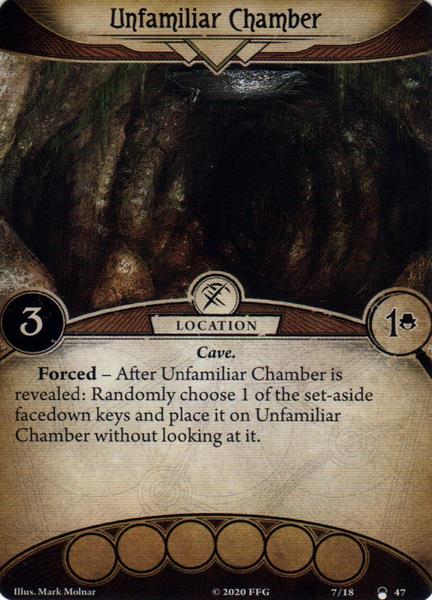 Unfamiliar Chamber
3
1
LOCATION
Cave.
Forced – After Unfamiliar Chamber is
revealed: Randomly choose 1 of the set-aside
facedown keys and place it on Unfamiliar
Chamber without looking at it.
Illus. Mark Molnar © 2020 FFG 7/18 47